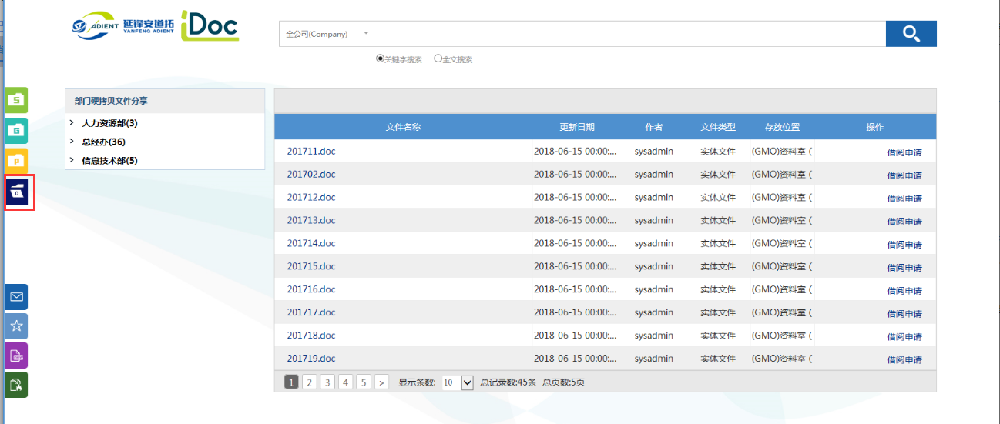 ADIENT 延锋安道拓 YANFENG ADIENT iDoc
全公司(Company)
关键字搜索 全文搜索
S
G
P
C
部门硬拷贝文件分享
人力资源部(3)
总经办(36)
信息技术部(5)
文件名称 更新日期 作者 文件类型 存放位置 操作
201711.doc 2018-06-15 00:00:... sysadmin 实体文件 (GMO)资料室 ( 借阅申请
201702.doc 2018-06-15 00:00:... sysadmin 实体文件 (GMO)资料室 ( 借阅申请
201712.doc 2018-06-15 00:00:... sysadmin 实体文件 (GMO)资料室 ( 借阅申请
201713.doc 2018-06-15 00:00:... sysadmin 实体文件 (GMO)资料室 ( 借阅申请
201714.doc 2018-06-15 00:00:... sysadmin 实体文件 (GMO)资料室 ( 借阅申请
201715.doc 2018-06-15 00:00:... sysadmin 实体文件 (GMO)资料室 ( 借阅申请
201716.doc 2018-06-15 00:00:... sysadmin 实体文件 (GMO)资料室 ( 借阅申请
201717.doc 2018-06-15 00:00:... sysadmin 实体文件 (GMO)资料室 ( 借阅申请
201718.doc 2018-06-15 00:00:... sysadmin 实体文件 (GMO)资料室 ( 借阅申请
201719.doc 2018-06-15 00:00:... sysadmin 实体文件 (GMO)资料室 ( 借阅申请
1 2 3 4 5 > 显示条数: 10 总记录数:45条 总页数:5页